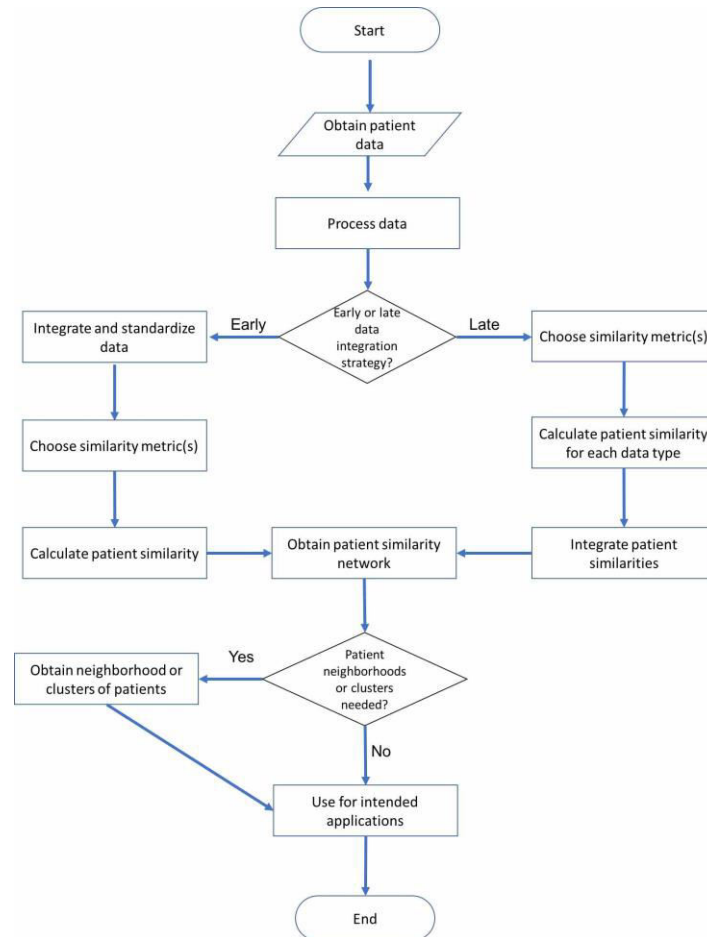 Start
Obtain patient
data
Process data
Early or late
data
integration
strategy?
Early
Late
Integrate and standardize
data
Choose similarity metric(s)
Choose similarity metric(s)
Calculate patient similarity
for each data type
Calculate patient similarity
Obtain patient similarity
network
Integrate patient
similarities
Patient
neighborhoods
or clusters
needed?
Yes
Obtain neighborhood or
clusters of patients
No
Use for intended
applications
End